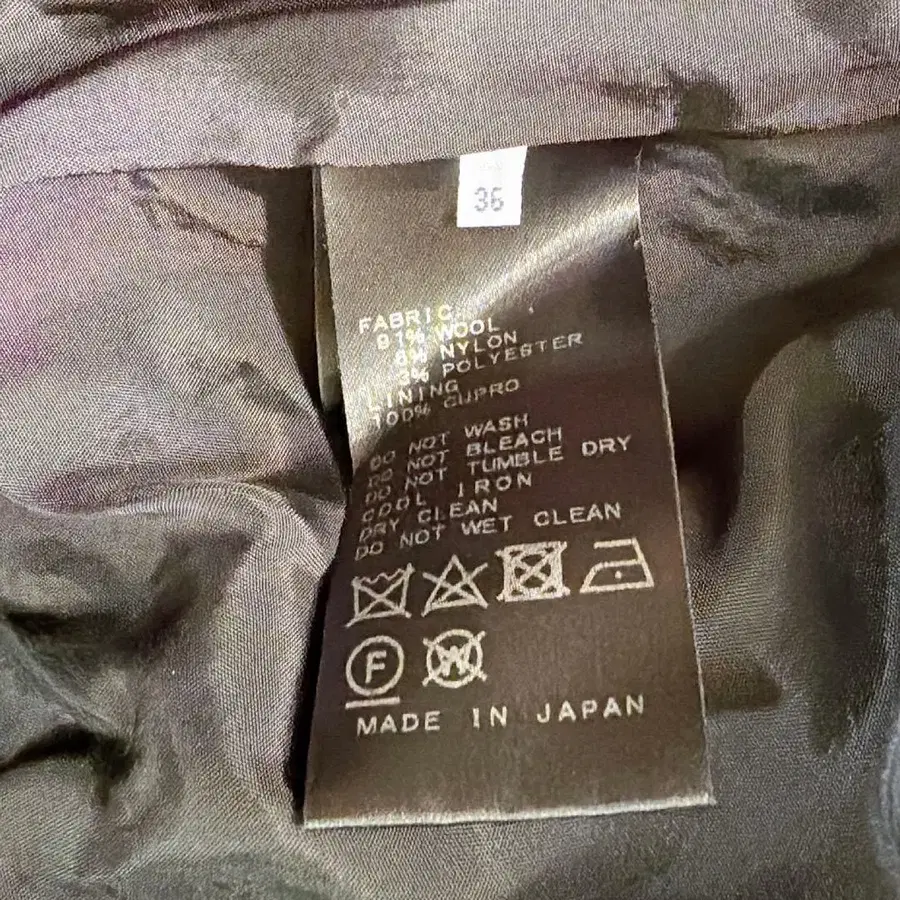 36
FABRIC
91% WOOL
6% NYLON
3% POLYESTER
LINING
100% CUPRO
DO NOT WASH
DO NOT BLEACH
DO NOT TUMBLE DRY
COOL IRON
DRY CLEAN
DO NOT WET CLEAN
F W
MADE IN JAPAN